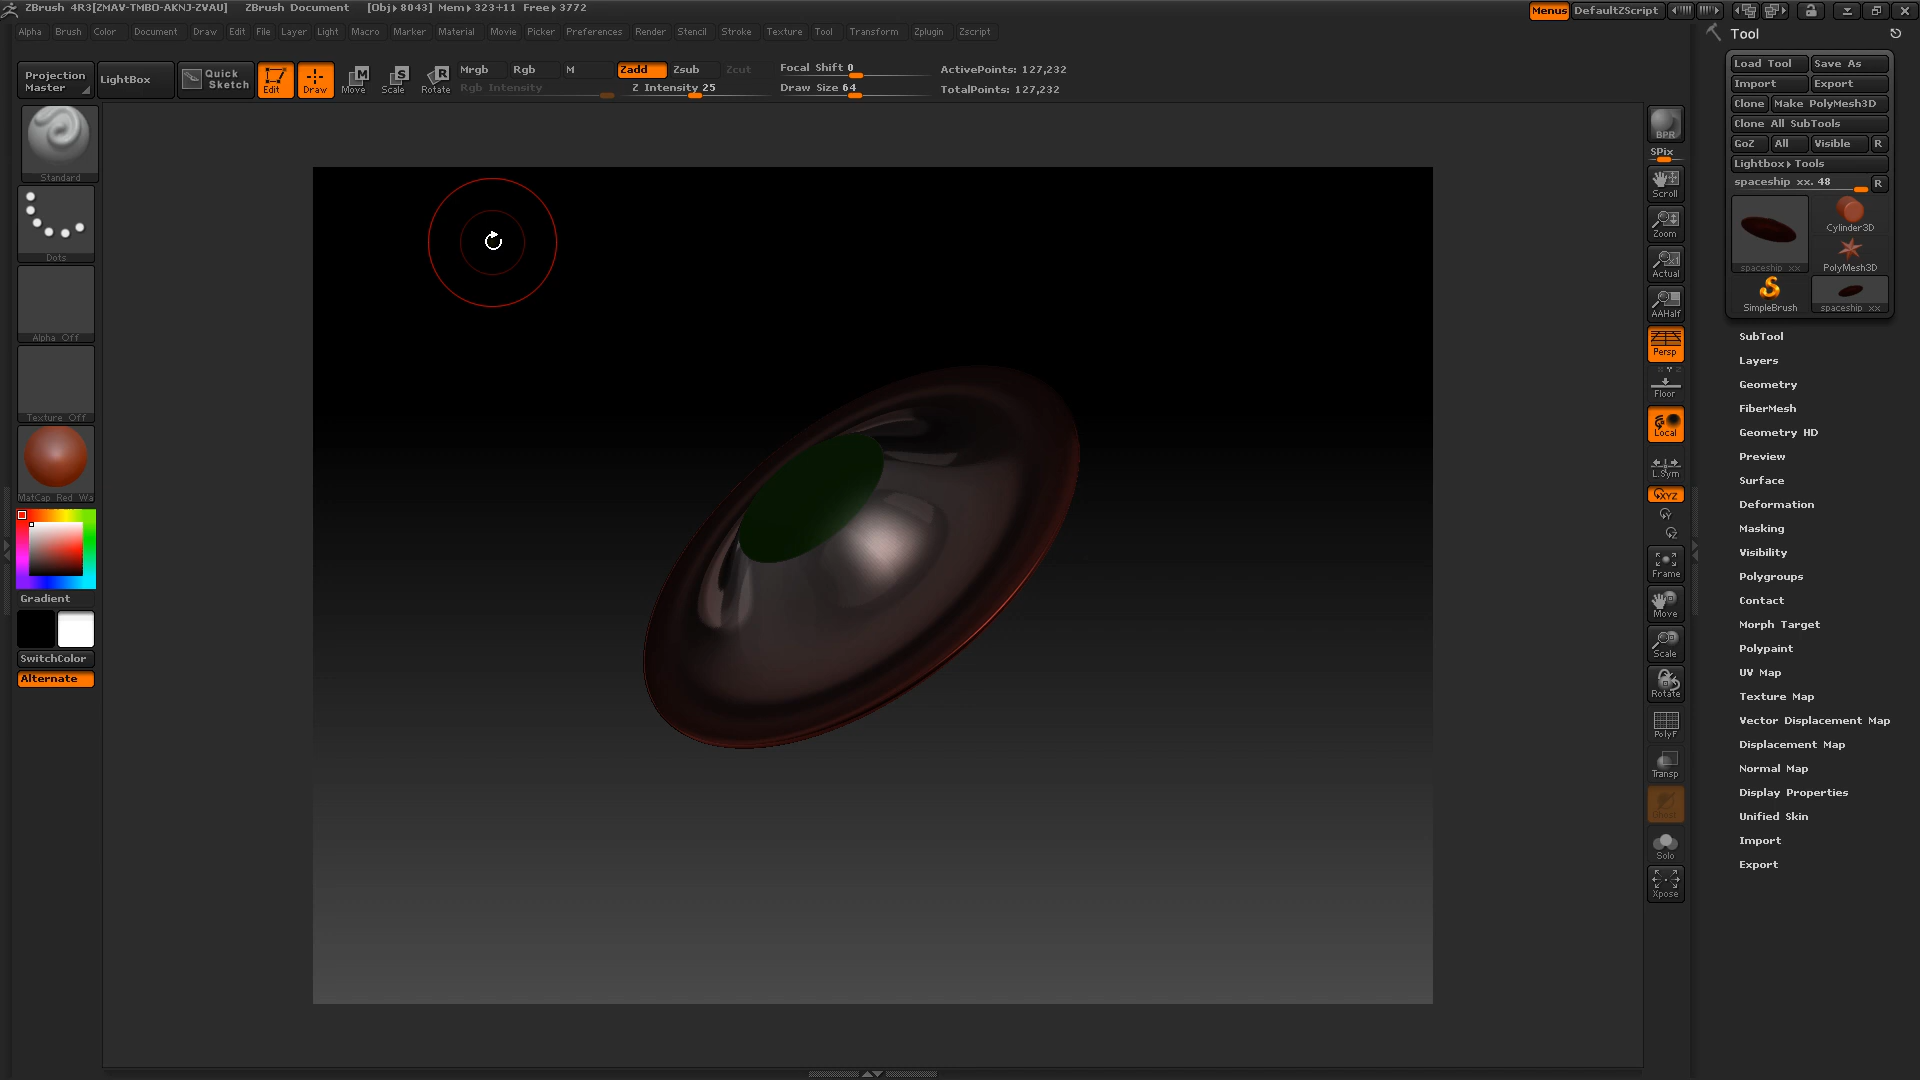 ZBrush 4R3[ZMAV-TMBO-AKNJ-ZVAU] ZBrush Document [Obj▸8043] Mem▸323+11 Free▸3772
Menus DefaultZScript
Alpha Brush Color Document Draw Edit File Layer Light Macro Marker Material Movie Picker Preferences Render Stencil Stroke Texture Tool Transform Zplugin Zscript
Projection Master
LightBox
Quick Sketch
Edit
Draw
Move
Scale
Rotate
Mrgb Rgb M
Rgb Intensity
Zadd Zsub Zcut
Z Intensity 25
Focal Shift 0
Draw Size 64
ActivePoints: 127,232
TotalPoints: 127,232
Standard
Dots
Alpha Off
Texture Off
MatCap Red Wa
Gradient
SwitchColor
Alternate
BPR
SPix
Scroll
Zoom
Actual
AAHalf
Persp
Floor
Local
L.Sym
XYZ
Y
Z
Frame
Move
Scale
Rotate
PolyF
Transp
Solo
Xpose
Tool
Load Tool Save As
Import Export
Clone Make PolyMesh3D
Clone All SubTools
GoZ All Visible R
Lightbox▸Tools
spaceship xx. 48 R
spaceship xx
Cylinder3D
PolyMesh3D
SimpleBrush
spaceship xx
SubTool
Layers
Geometry
FiberMesh
Geometry HD
Preview
Surface
Deformation
Masking
Visibility
Polygroups
Contact
Morph Target
Polypaint
UV Map
Texture Map
Vector Displacement Map
Displacement Map
Normal Map
Display Properties
Unified Skin
Import
Export